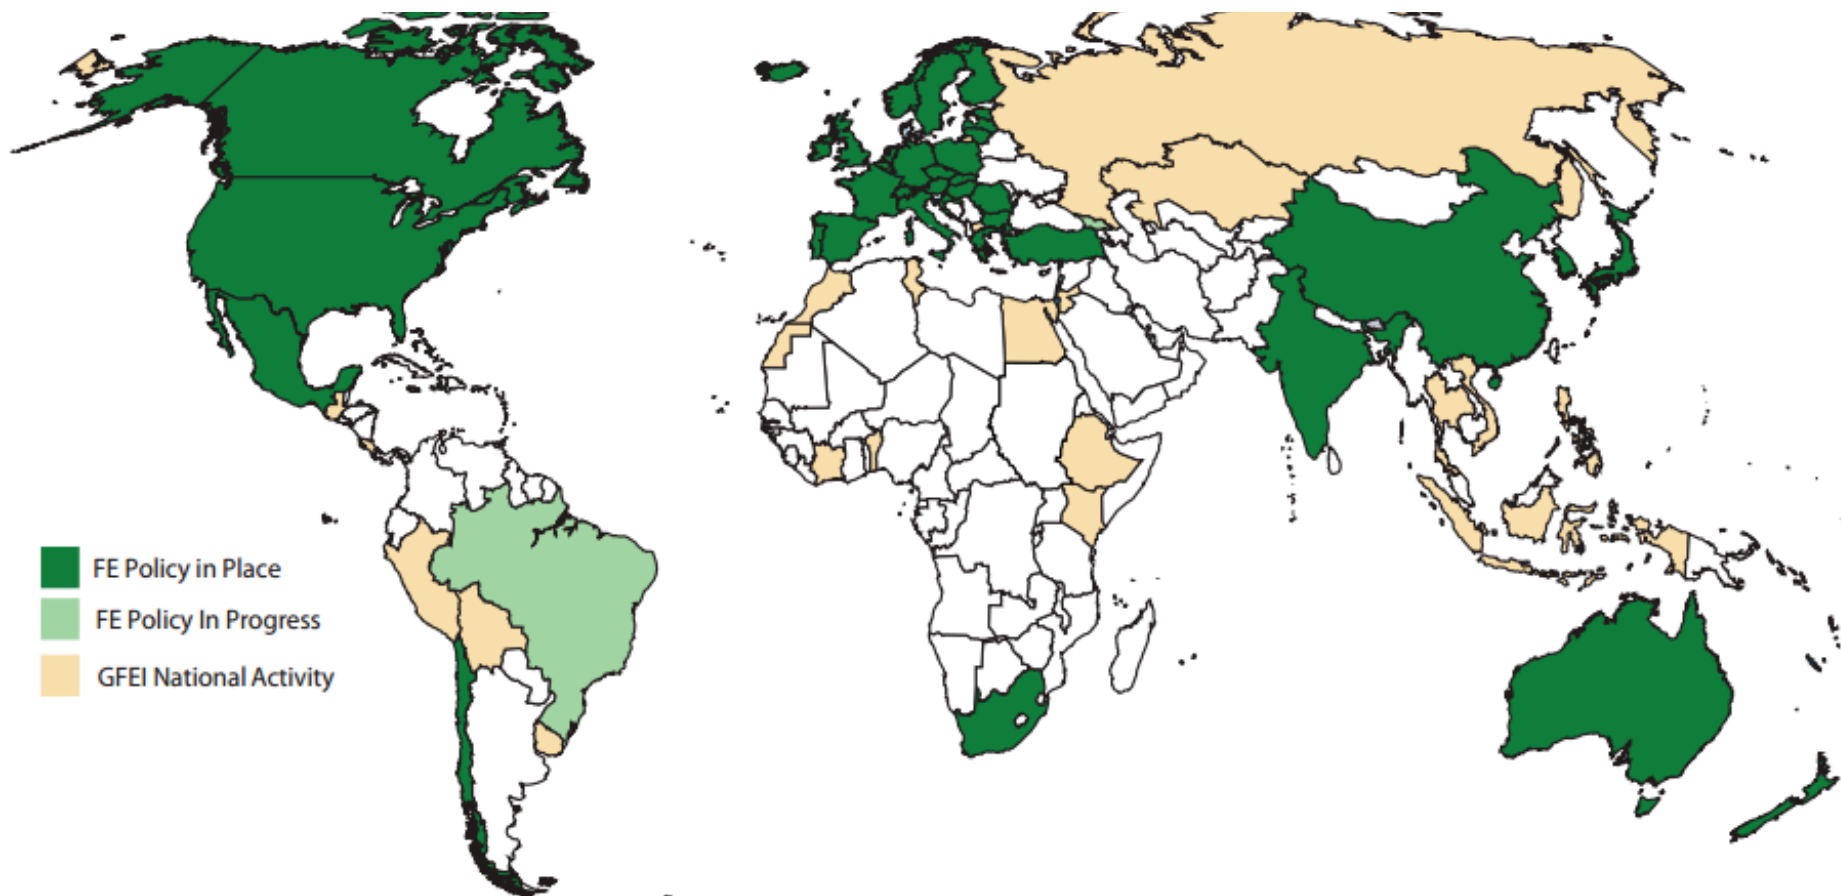 FE Policy in Place
FE Policy In Progress
GFEI National Activity